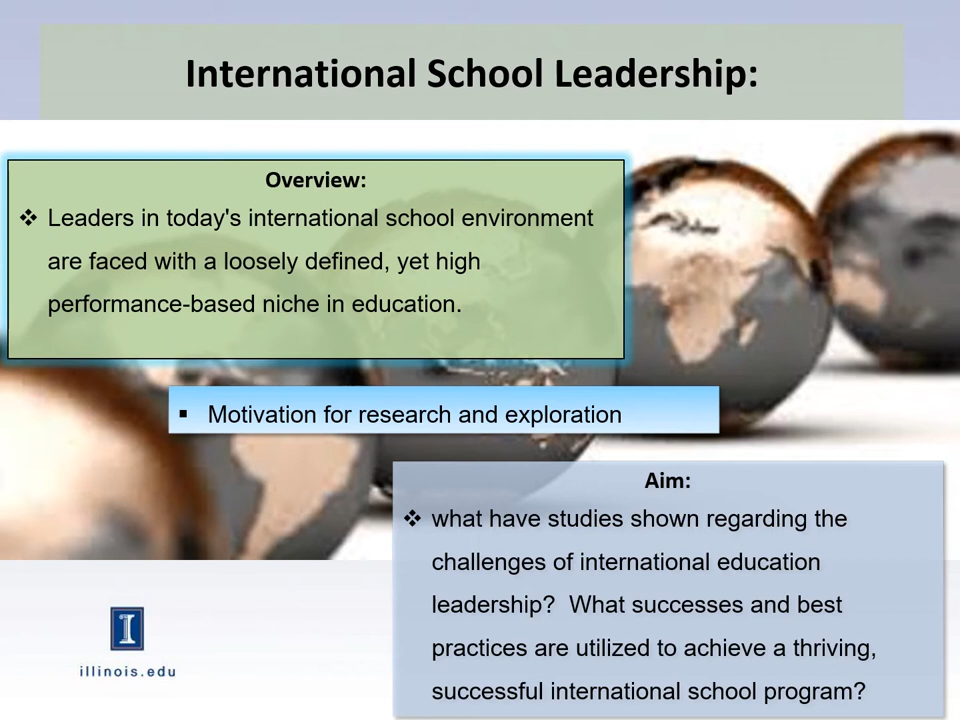 International School Leadership:
Overview:
❖ Leaders in today's international school environment
are faced with a loosely defined, yet high
performance-based niche in education.
▪ Motivation for research and exploration
Aim:
❖ what have studies shown regarding the
challenges of international education
leadership? What successes and best
practices are utilized to achieve a thriving,
successful international school program?
I
illinois.edu